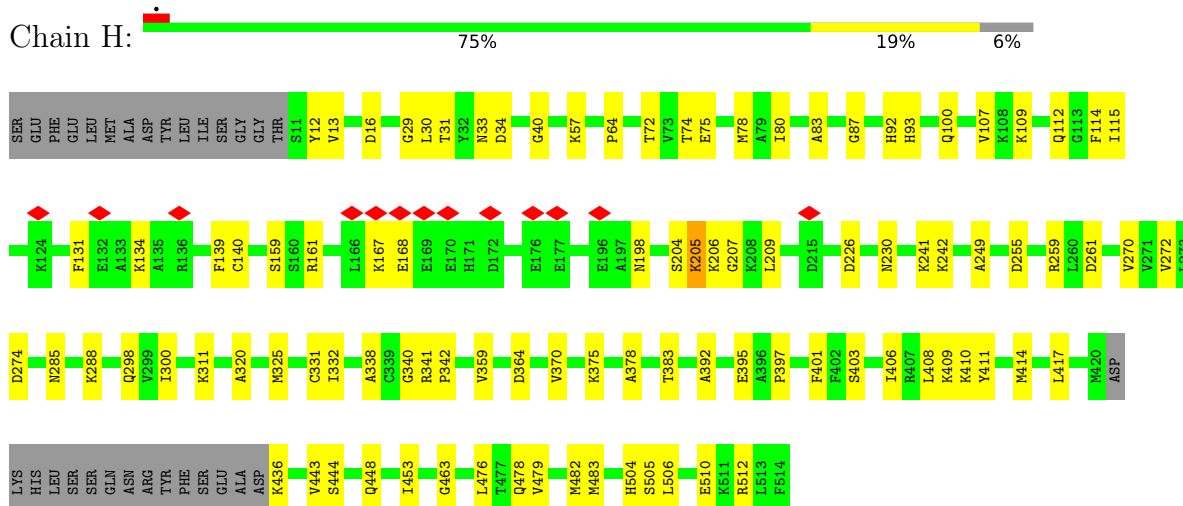 Chain H:
75% 19% 6%
SER GLU PHE GLU LEU MET ALA ASP TYR LEU ILE SER GLY GLY THR S11 Y12 V13 D16 G29 L30 T31 Y32 N33 D34 G40 K57 P64 T72 V73 T74 E75 M78 A79 I80 A83 G87 H92 H93 Q100 V107 K108 K109 Q112 G113 F114 I115
K124 F131 E132 A133 K134 A135 R136 F139 C140 S159 S160 R161 L166 K167 E168 E169 E170 H171 D172 E176 E177 E196 A197 N198 S204 K205 K206 G207 K208 L209 D215 D226 N230 K241 K242 A249 D255 R259 L260 D261 V270 V271 V272
D274 N285 K288 Q298 V299 I300 K311 A320 M325 C331 I332 A338 C339 G340 R341 P342 V359 D364 V370 K375 A378 T383 A392 E395 A396 P397 F401 F402 S403 I406 R407 L408 K409 K410 Y411 M414 L417 M420 ASP
LYS HIS LEU SER SER GLN ASN ARG TYR PHE SER GLU ALA ASP K436 V443 S444 Q448 I453 G463 L476 T477 Q478 V479 M482 M483 H504 S505 L506 E510 K511 R512 L513 F514